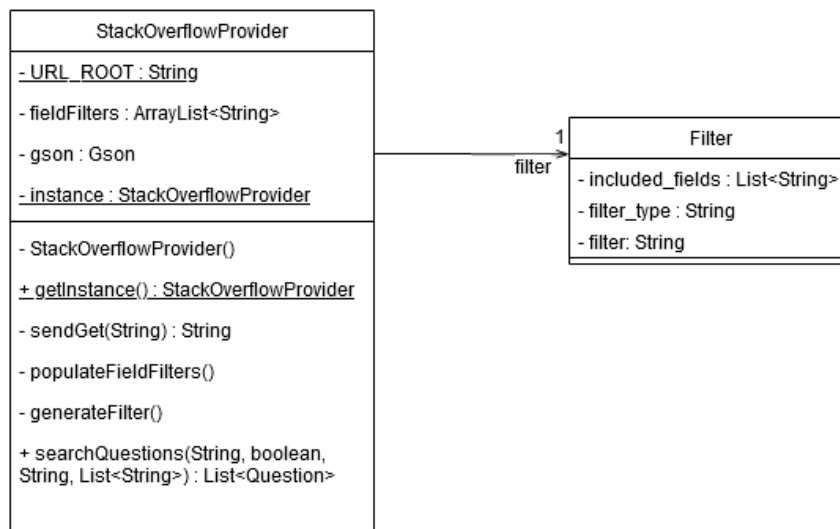 StackOverflowProvider
- URL_ROOT : String
- fieldFilters : ArrayList<String>
- gson : Gson
- instance : StackOverflowProvider
- StackOverflowProvider()
+ getInstance() : StackOverflowProvider
- sendGet(String) : String
- populateFieldFilters()
- generateFilter()
+ searchQuestions(String, boolean,
String, List<String>) : List<Question>
1
filter
Filter
- included_fields : List<String>
- filter_type : String
- filter: String